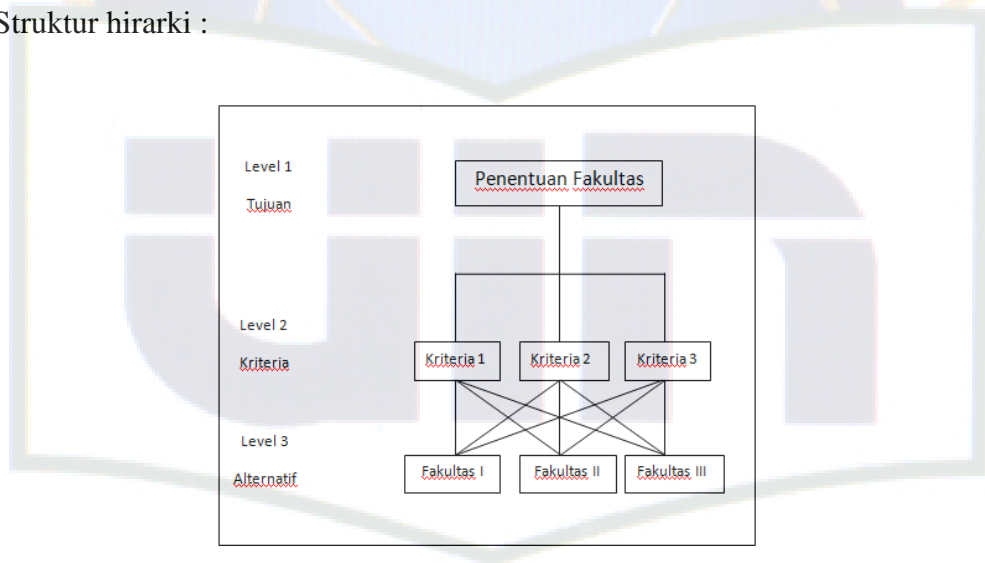 Struktur hirarki :
Level 1
Tujuan
Penentuan Fakultas
Level 2
Kriteria
Kriteria 1
Kriteria 2
Kriteria 3
Level 3
Alternatif
Fakultas I
Fakultas II
Fakultas III
uin